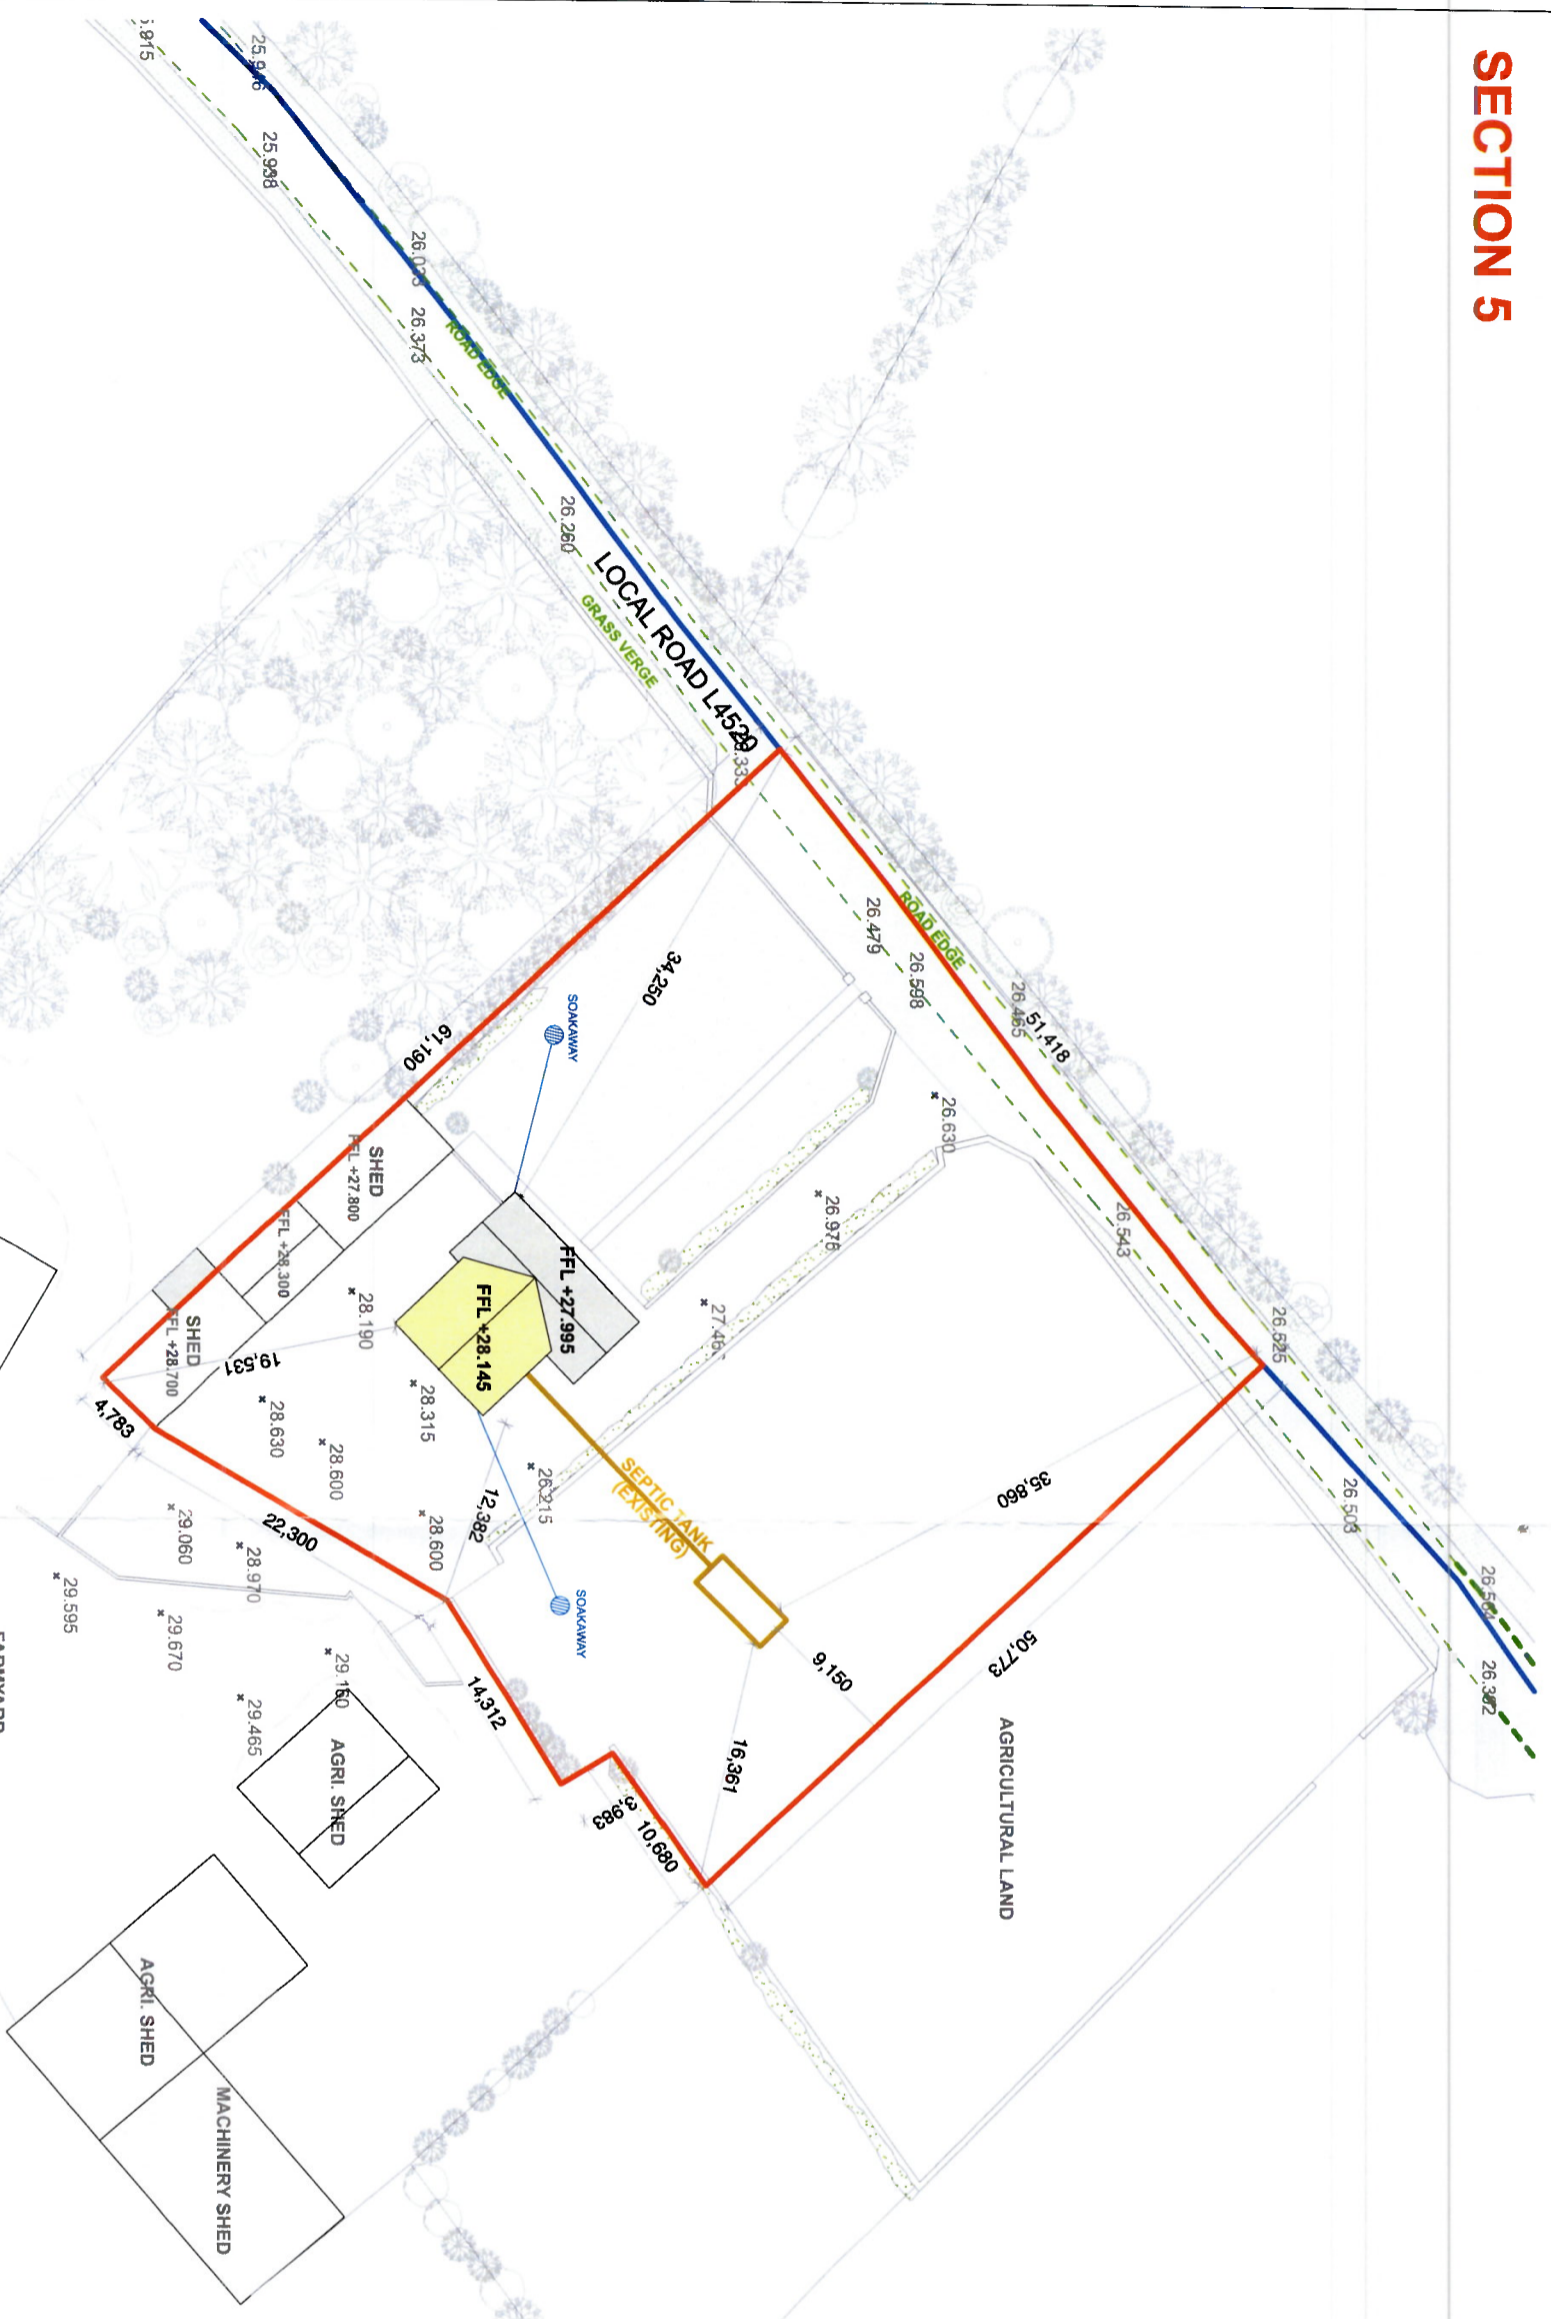 SECTION 5
25.938
26.373
ROAD EDGE
26.260
LOCAL ROAD L4520
GRASS VERGE
26.479
ROAD EDGE
26.598
26.465
51,418
26.630
26.543
26.976
26.525
26.503
34,250
61,190
SOAKAWAY
SHED
FFL +27.800
FFL +28.300
SHED
FFL +28.700
FFL +27.995
FFL +28.145
28.190
28.315
19,531
4,783
28.630
28.600
28.600
22,300
12,382
26.215
SEPTIC TANK
(EXISTING)
SOAKAWAY
35,860
50,773
9,150
16,361
14,312
3,983
10,680
29.060
28.970
29.595
29.670
29.465
AGRICULTURAL LAND
AGRI. SHED
AGRI. SHED
MACHINERY SHED